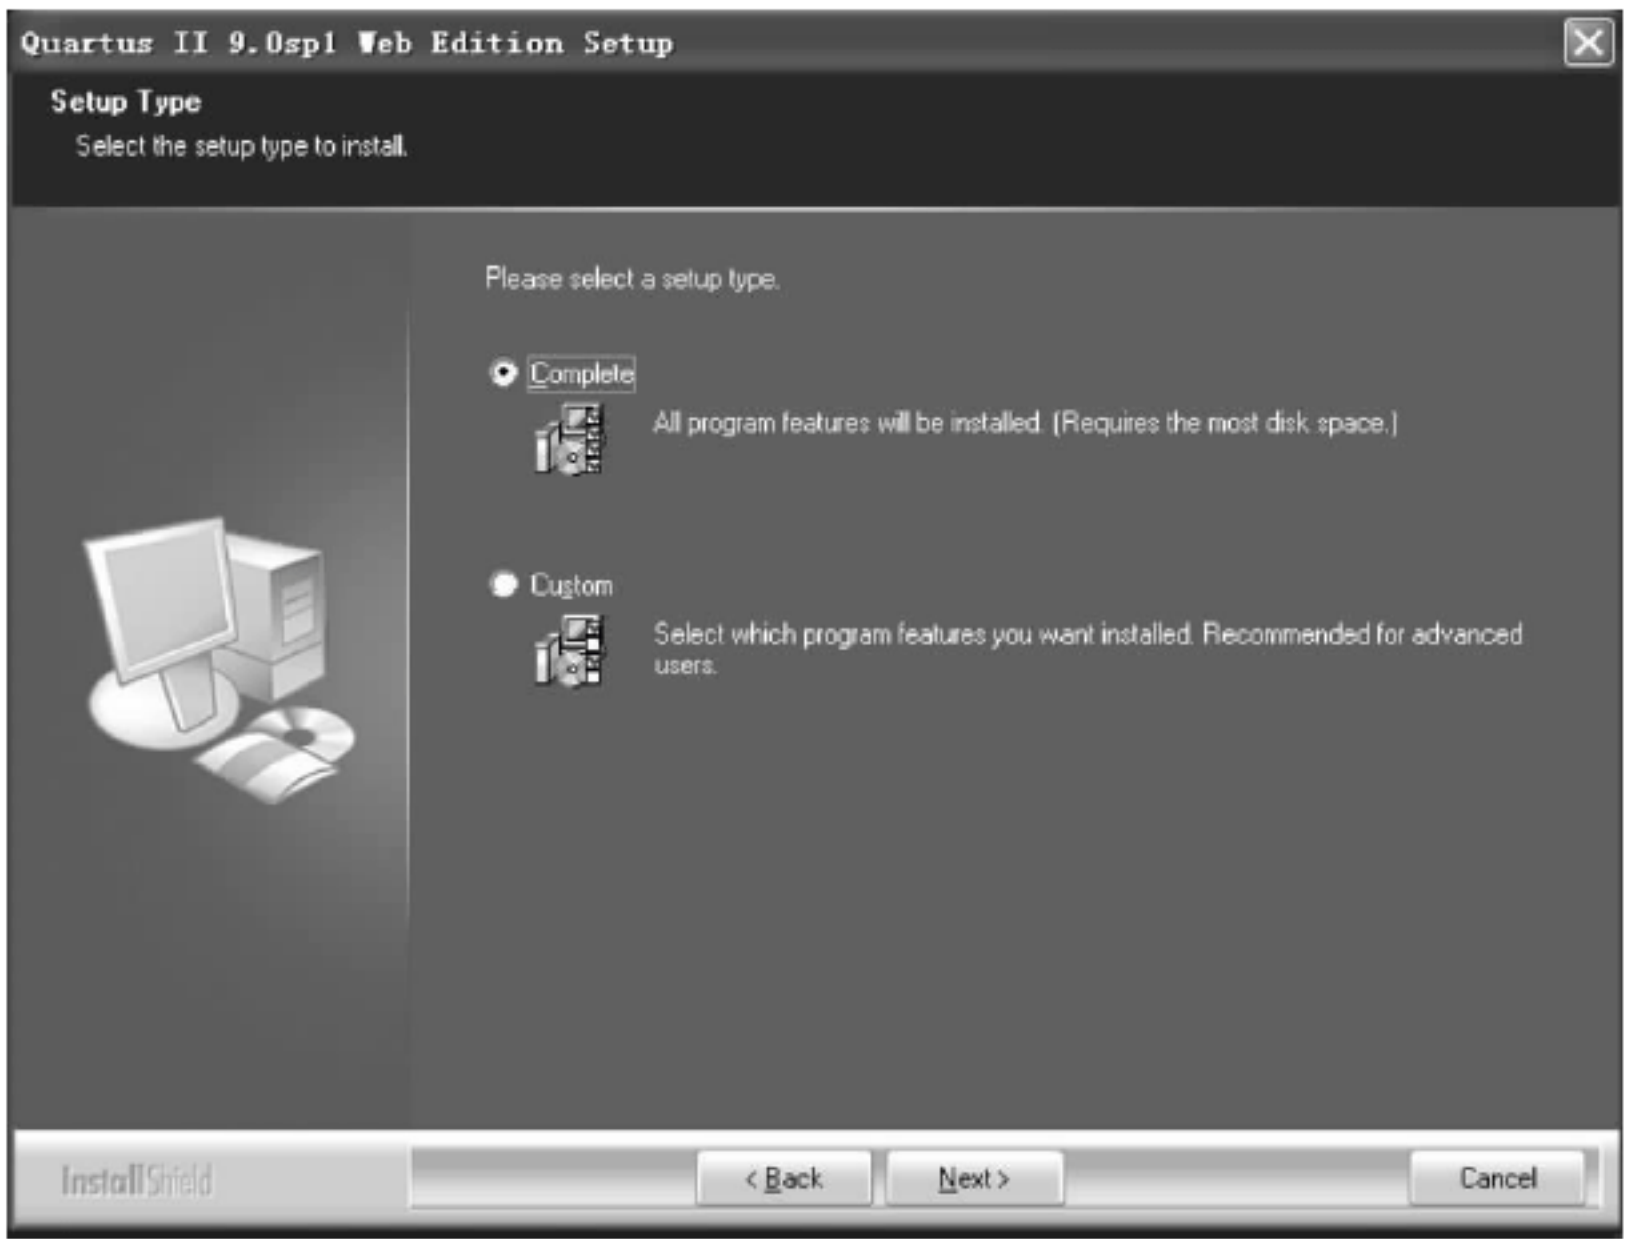 Quartus II 9.0sp1 Web Edition Setup
Setup Type
Select the setup type to install.
Please select a setup type.
Complete
All program features will be installed. (Requires the most disk space.)
Custom
Select which program features you want installed. Recommended for advanced
users.
InstallShield
< Back
Next >
Cancel